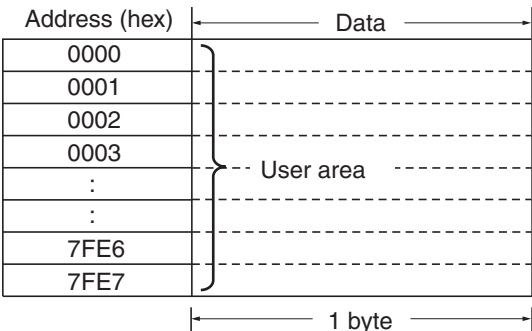 Address (hex) Data
0000
0001
0002
0003
User area
:
:
7FE6
7FE7
1 byte